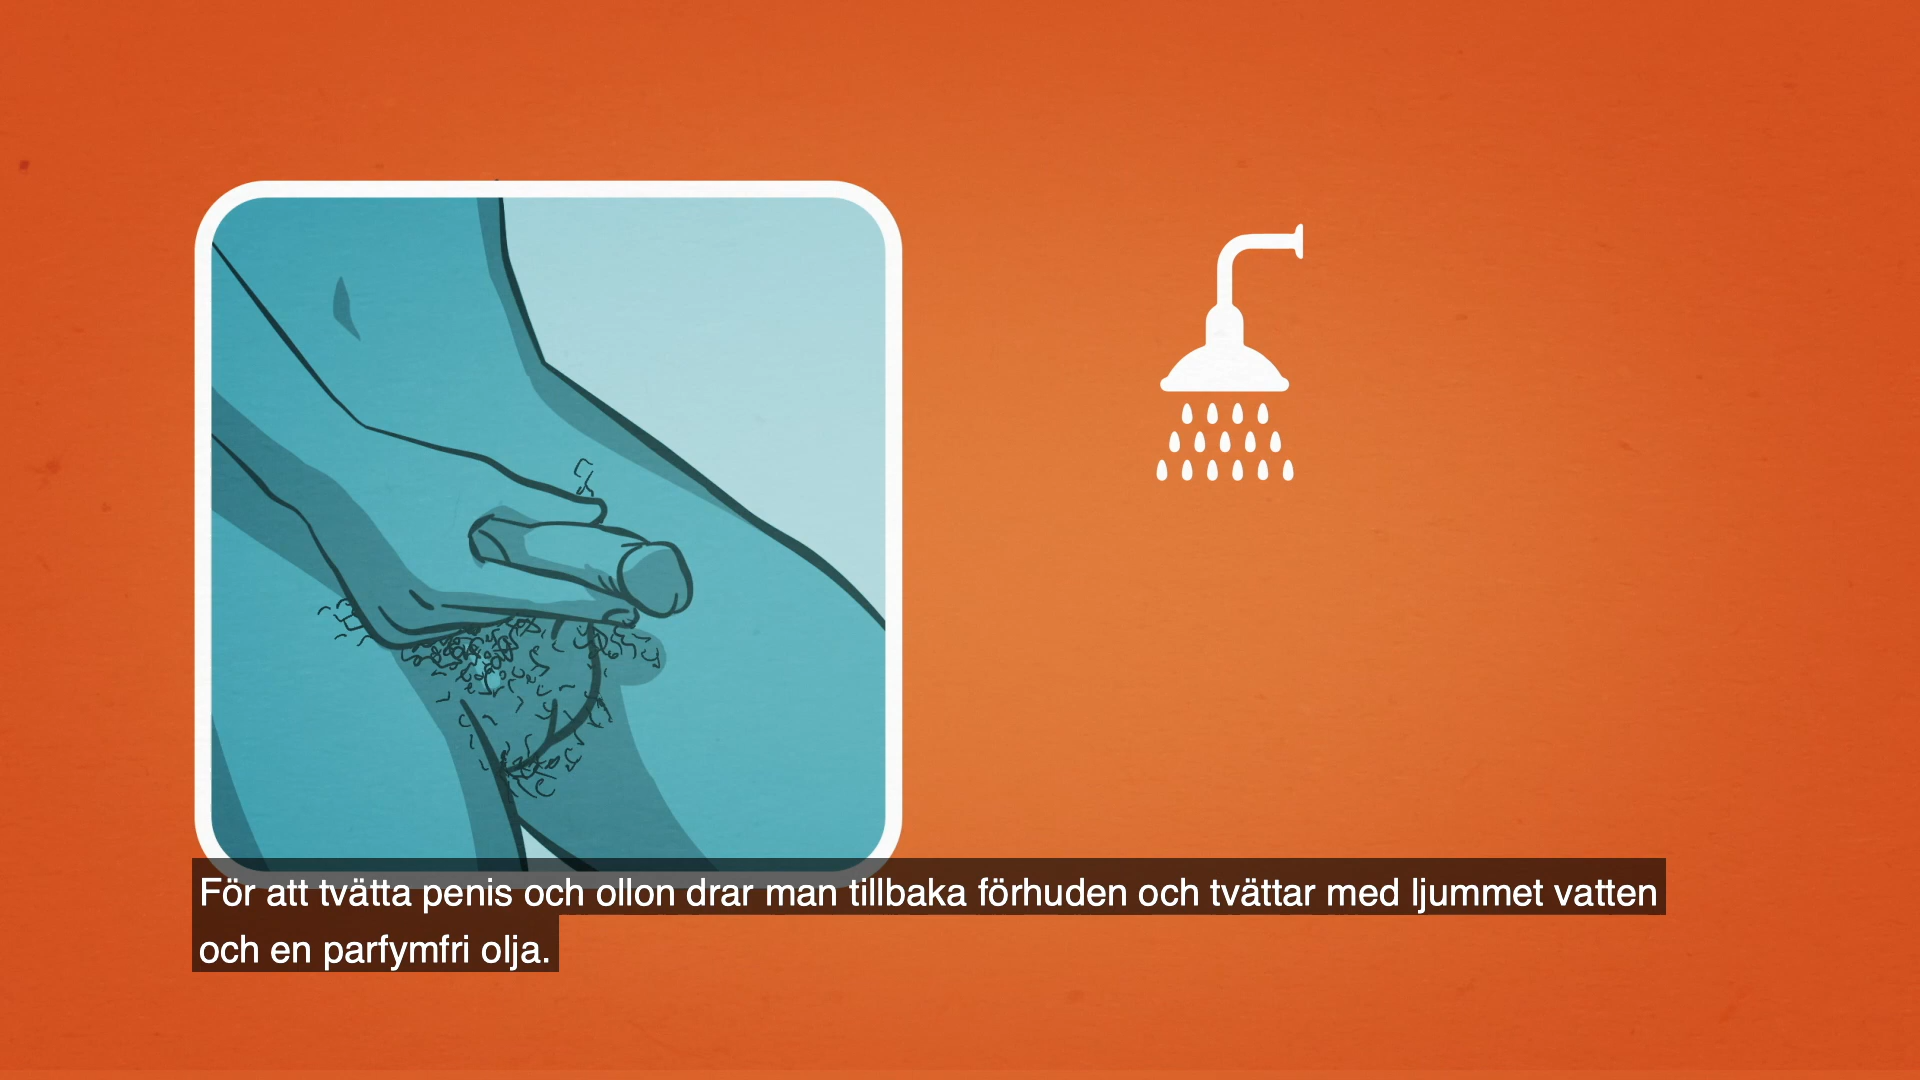 För att tvätta penis och ollon drar man tillbaka förhuden och tvättar med ljummet vatten
och en parfymfri olja.